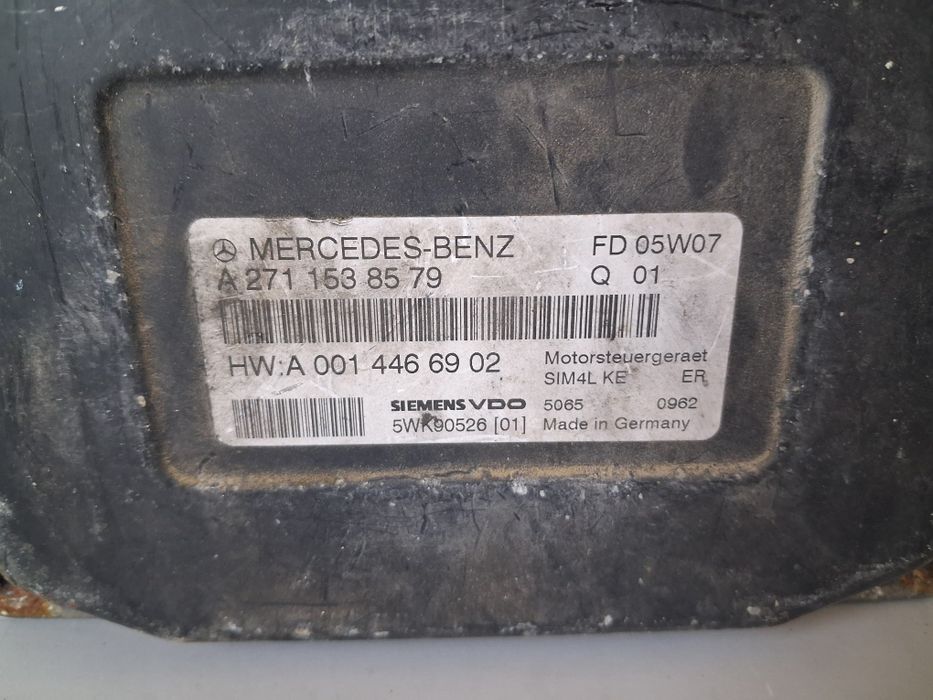 MERCEDES-BENZ FD 05W07
A 271 153 85 79 Q 01
HW:A 001 446 69 02 Motorsteuergeraet
SIM4L KE ER
SIEMENS VDO 5065 0962
5WK90526 [01] Made in Germany